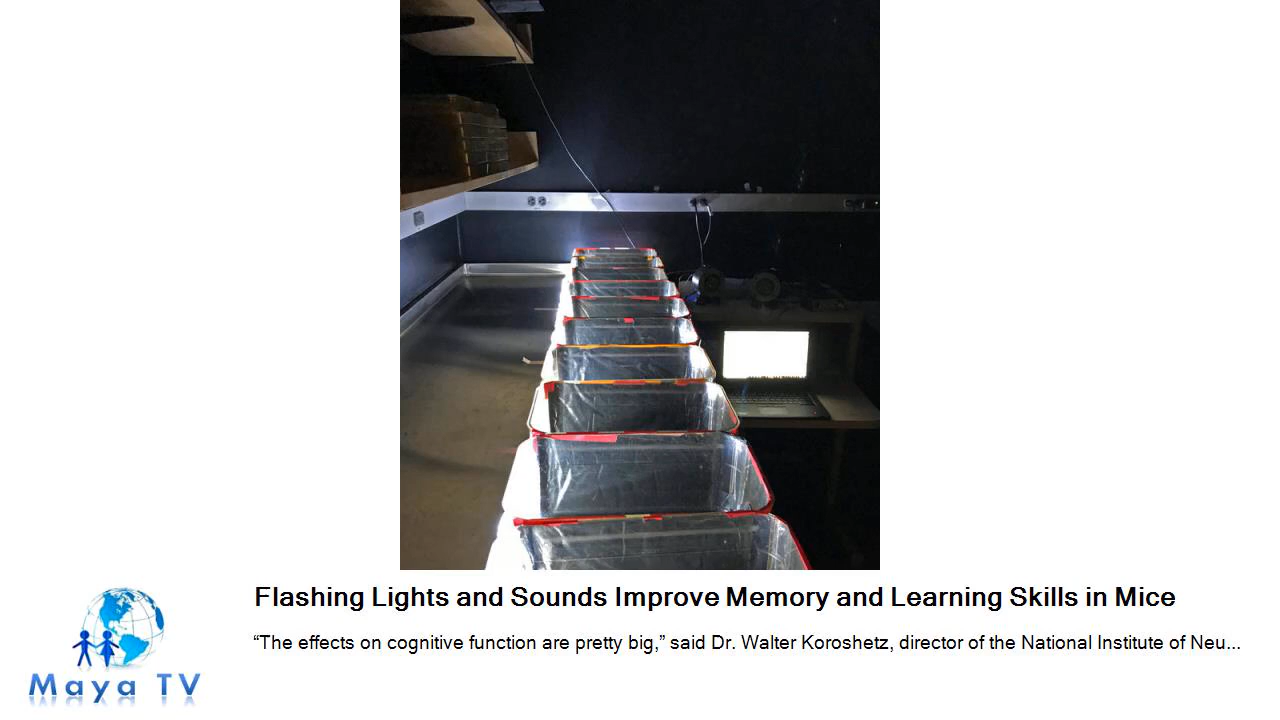 Flashing Lights and Sounds Improve Memory and Learning Skills in Mice
“The effects on cognitive function are pretty big,” said Dr. Walter Koroshetz, director of the National Institute of Neu...
Maya TV